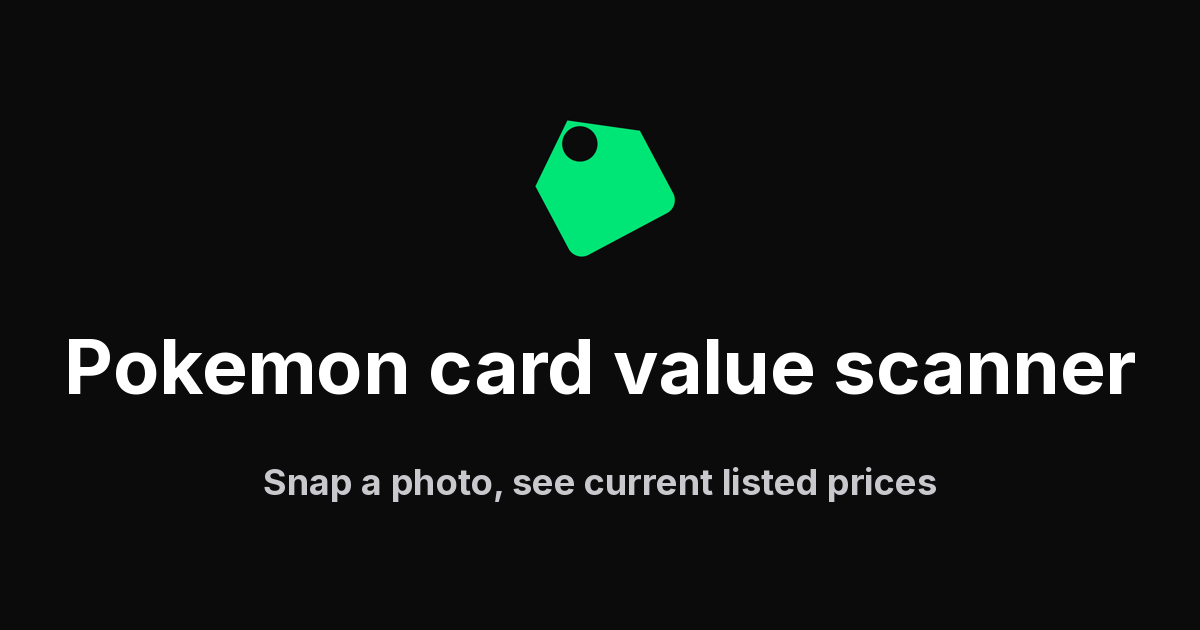 Pokemon card value scanner
Snap a photo, see current listed prices